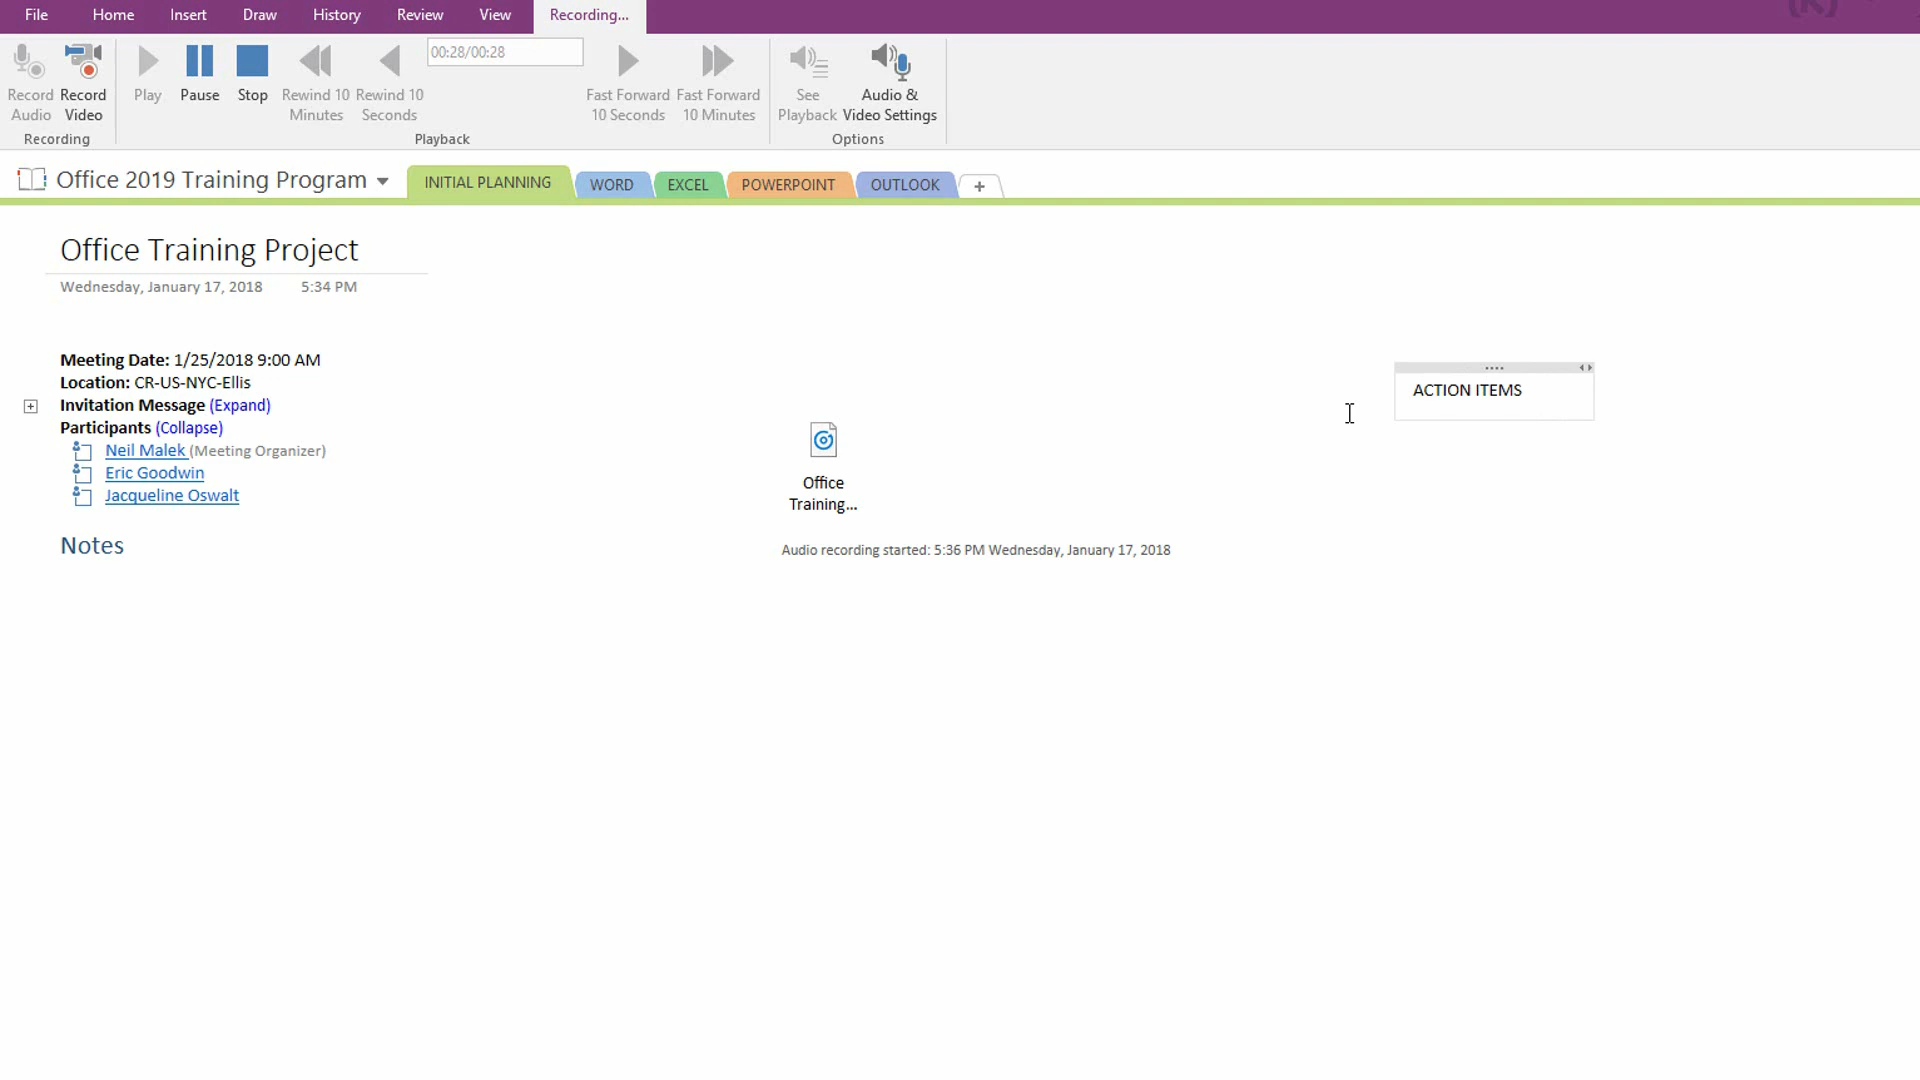 File Home Insert Draw History Review View Recording...
00:28/00:28
Record Audio
Record Video
Play
Pause
Stop
Rewind 10 Minutes
Rewind 10 Seconds
Fast Forward 10 Seconds
Fast Forward 10 Minutes
See Playback
Audio & Video Settings
Recording Playback Options
Office 2019 Training Program INITIAL PLANNING WORD EXCEL POWERPOINT OUTLOOK +
Office Training Project
Wednesday, January 17, 2018 5:34 PM
Meeting Date: 1/25/2018 9:00 AM
Location: CR-US-NYC-Ellis
Invitation Message (Expand)
Participants (Collapse)
Neil Malek (Meeting Organizer)
Eric Goodwin
Jacqueline Oswalt
Notes
Office
Training...
Audio recording started: 5:36 PM Wednesday, January 17, 2018
ACTION ITEMS